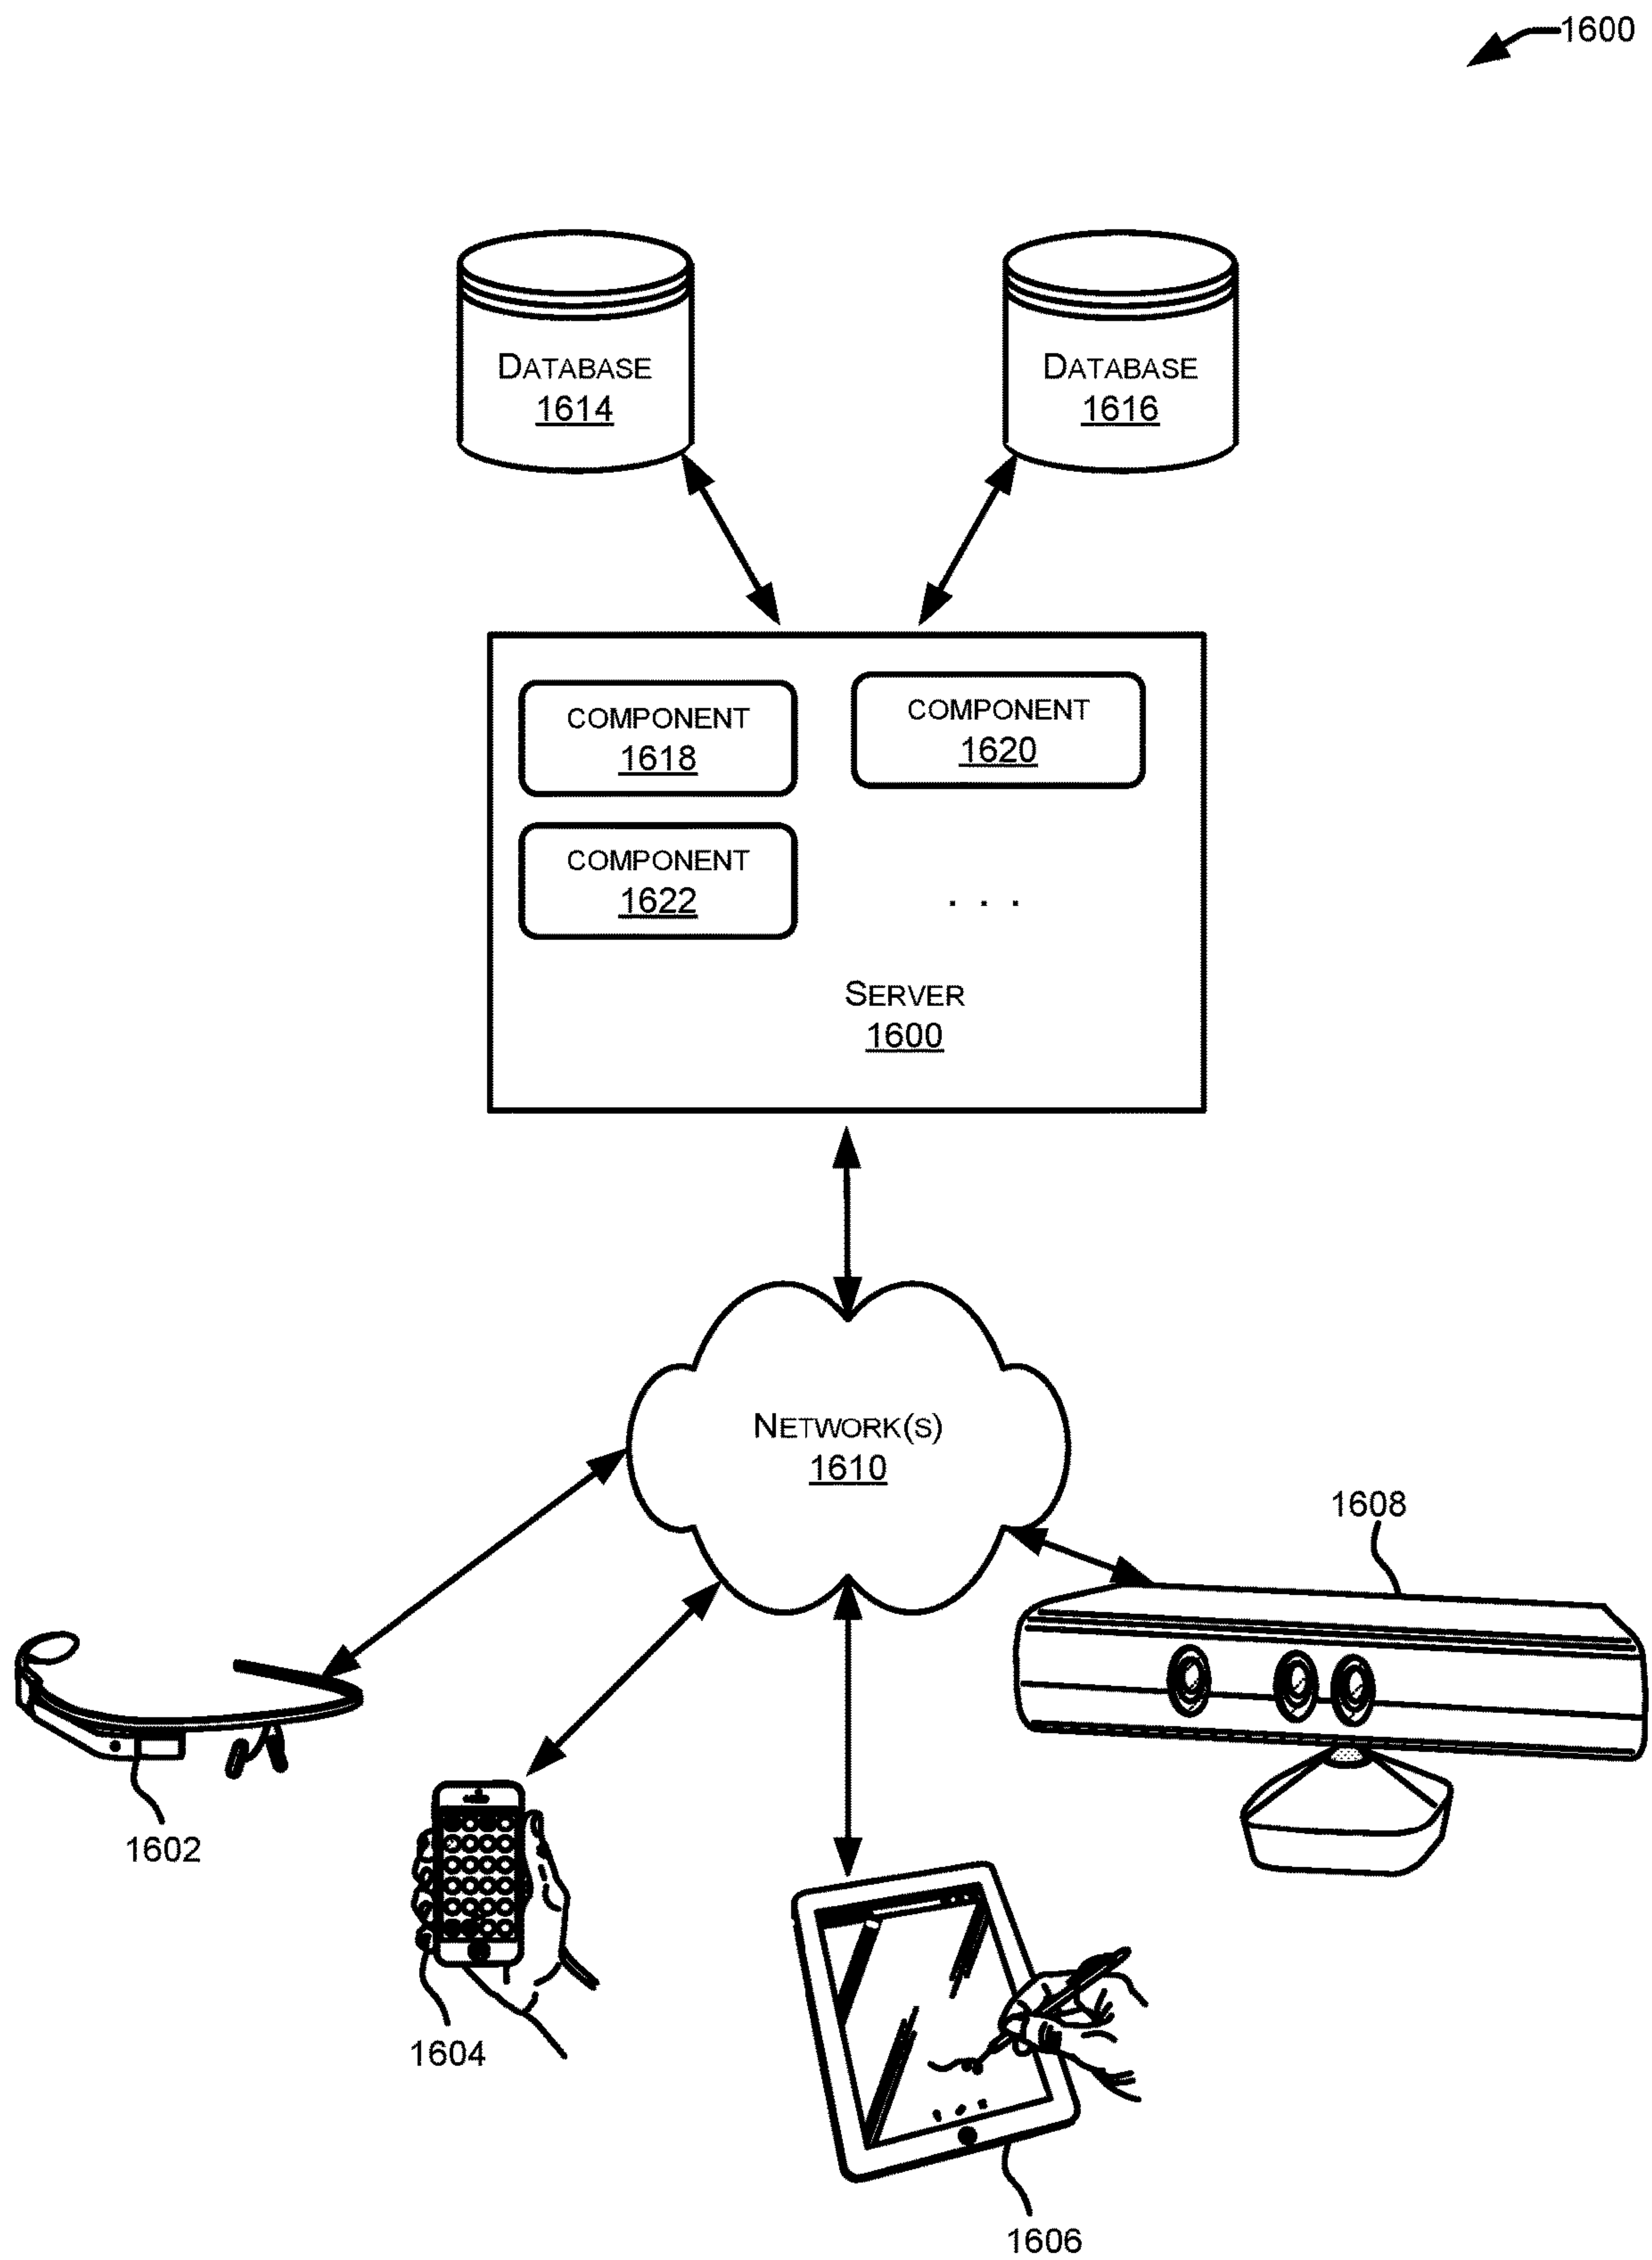 1600
DATABASE
1614
DATABASE
1616
COMPONENT
1618
COMPONENT
1620
COMPONENT
1622
. . .
SERVER
1600
NETWORK(S)
1610
1608
1602
1604
1606